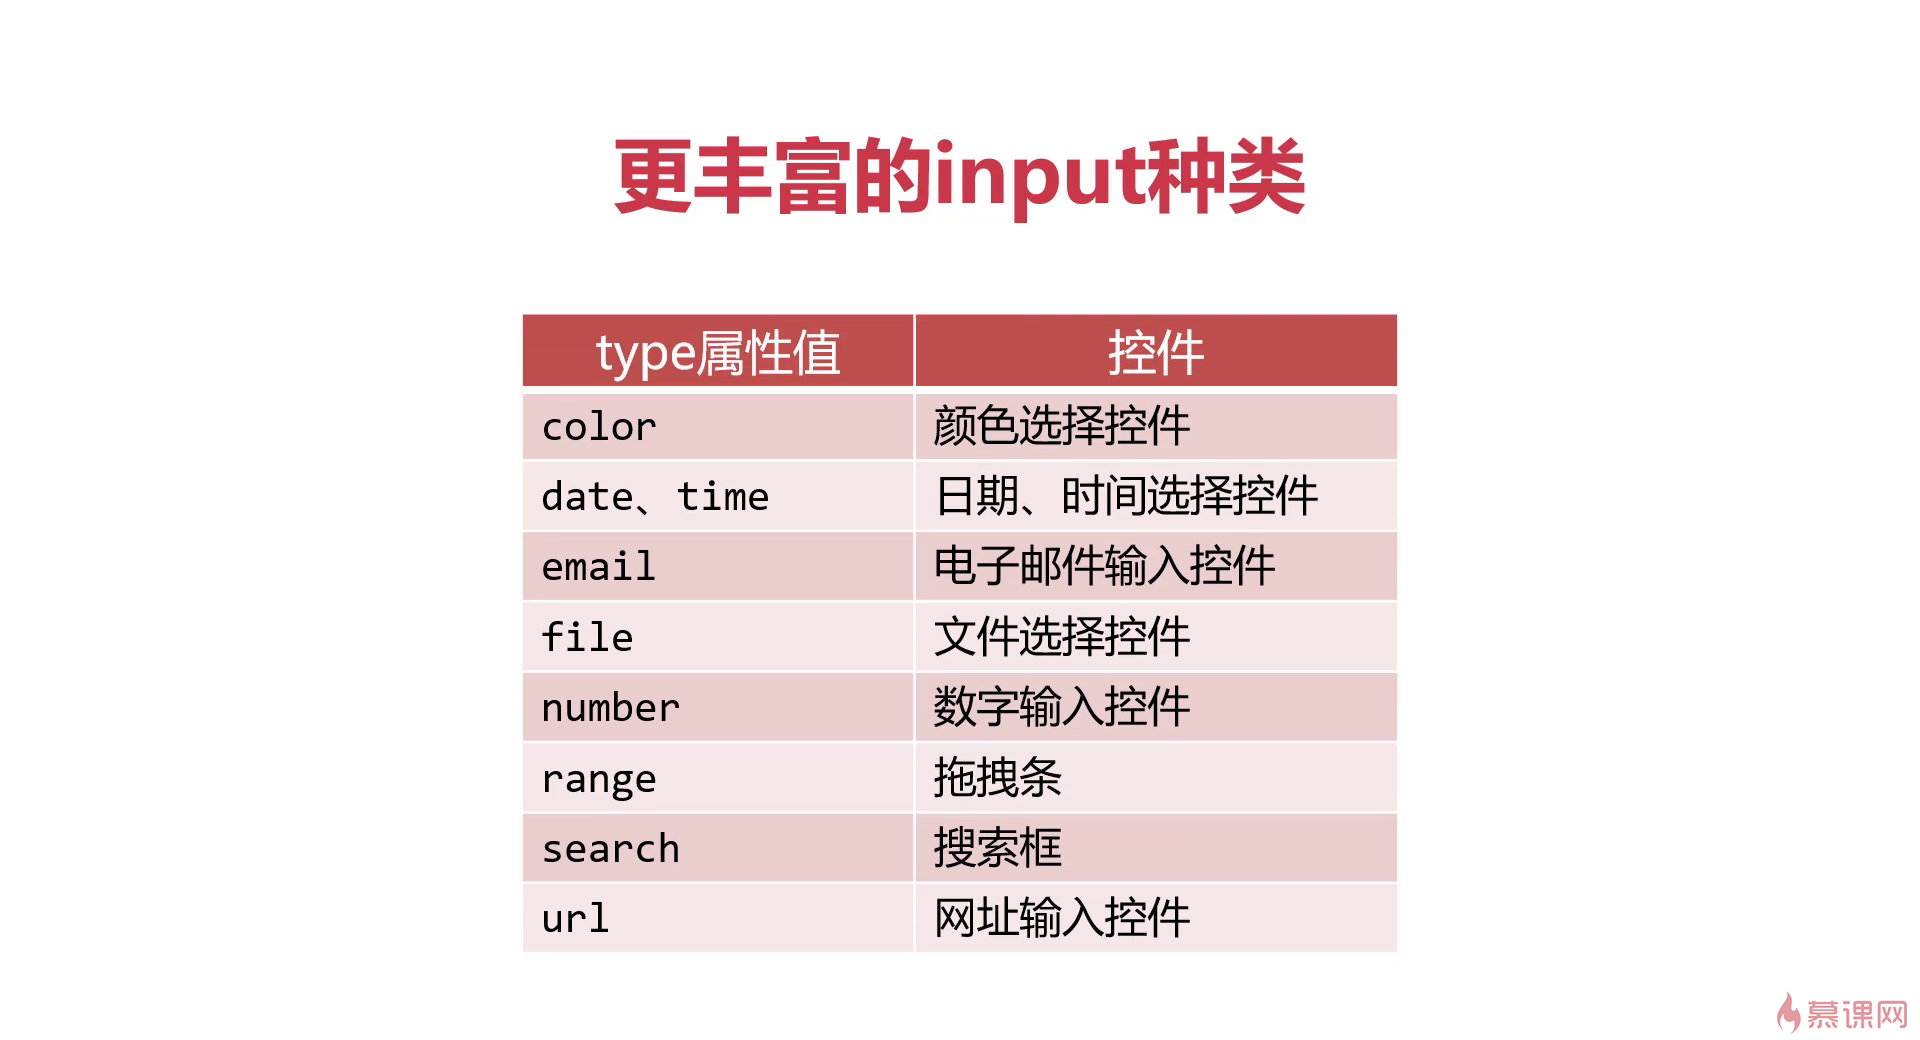 更丰富的input种类
type属性值 控件
color 颜色选择控件
date、time 日期、时间选择控件
email 电子邮件输入控件
file 文件选择控件
number 数字输入控件
range 拖拽条
search 搜索框
url 网址输入控件
慕课网